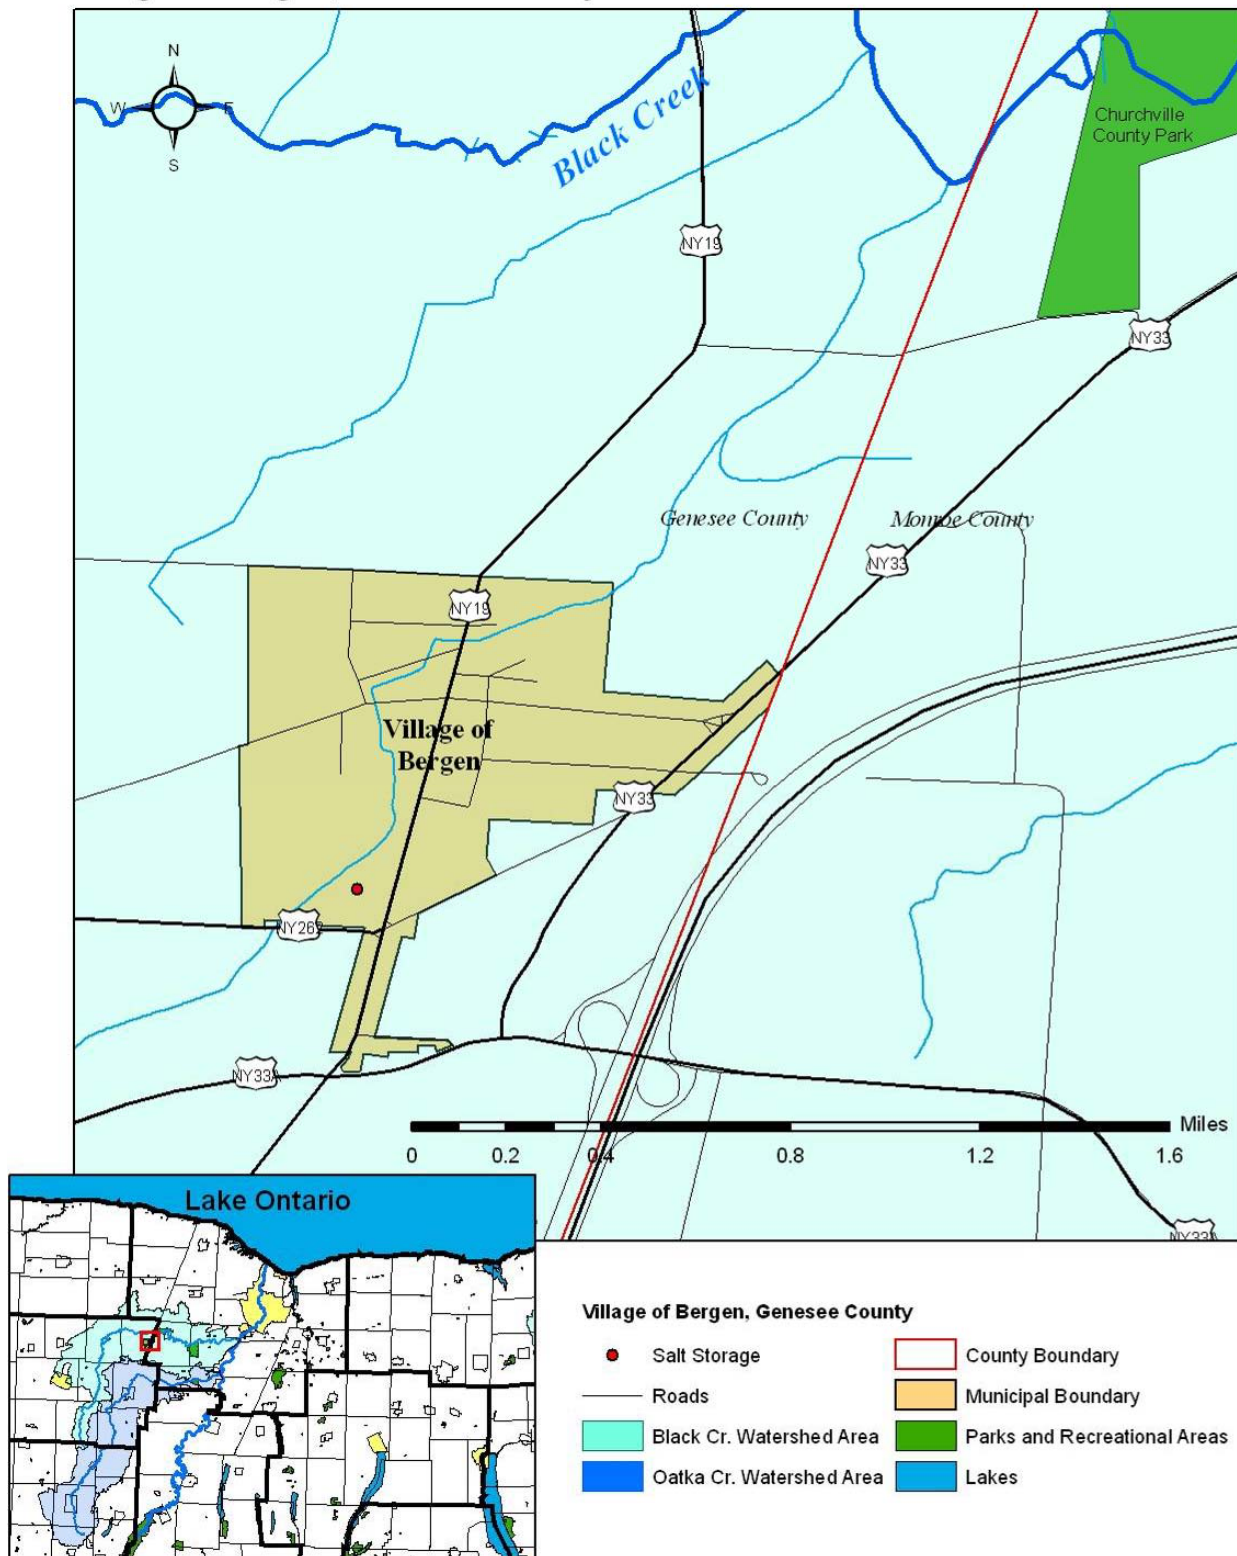 N
W E
S
Black Creek
Churchville
County Park
NY19
NY33
Genesee County
Monroe County
NY33
NY19
Village of
Bergen
NY33
NY262
NY33A
Miles
0 0.2 0.4 0.8 1.2 1.6
NY33A
Lake Ontario
Village of Bergen, Genesee County
Salt Storage
County Boundary
Roads
Municipal Boundary
Black Cr. Watershed Area
Parks and Recreational Areas
Oatka Cr. Watershed Area
Lakes